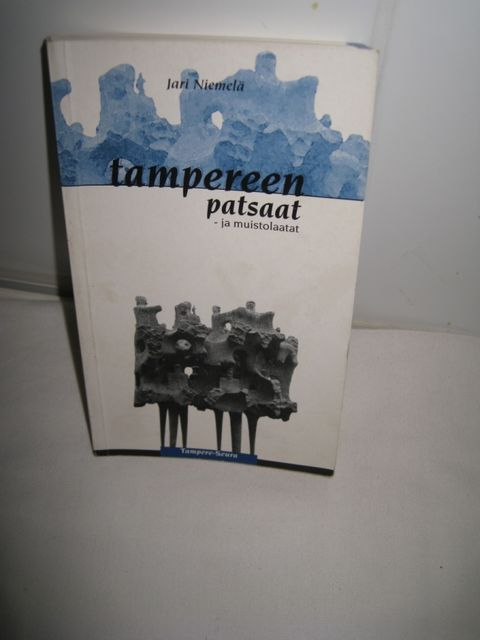 Jari Niemelä
tampereen
patsaat
- ja muistolaatat
Tampere-Seura